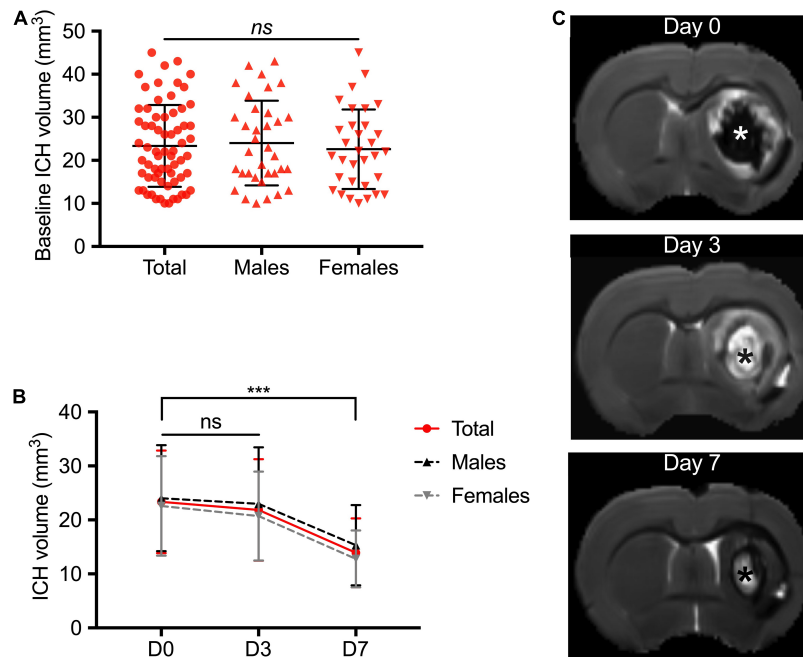 A
ns
Baseline ICH volume (mm³)
50
40
30
20
10
0
Total
Males
Females
B
***
ns
ICH volume (mm³)
40
30
20
10
0
D0
D3
D7
Total
Males
Females
C
Day 0
*
Day 3
*
Day 7
*